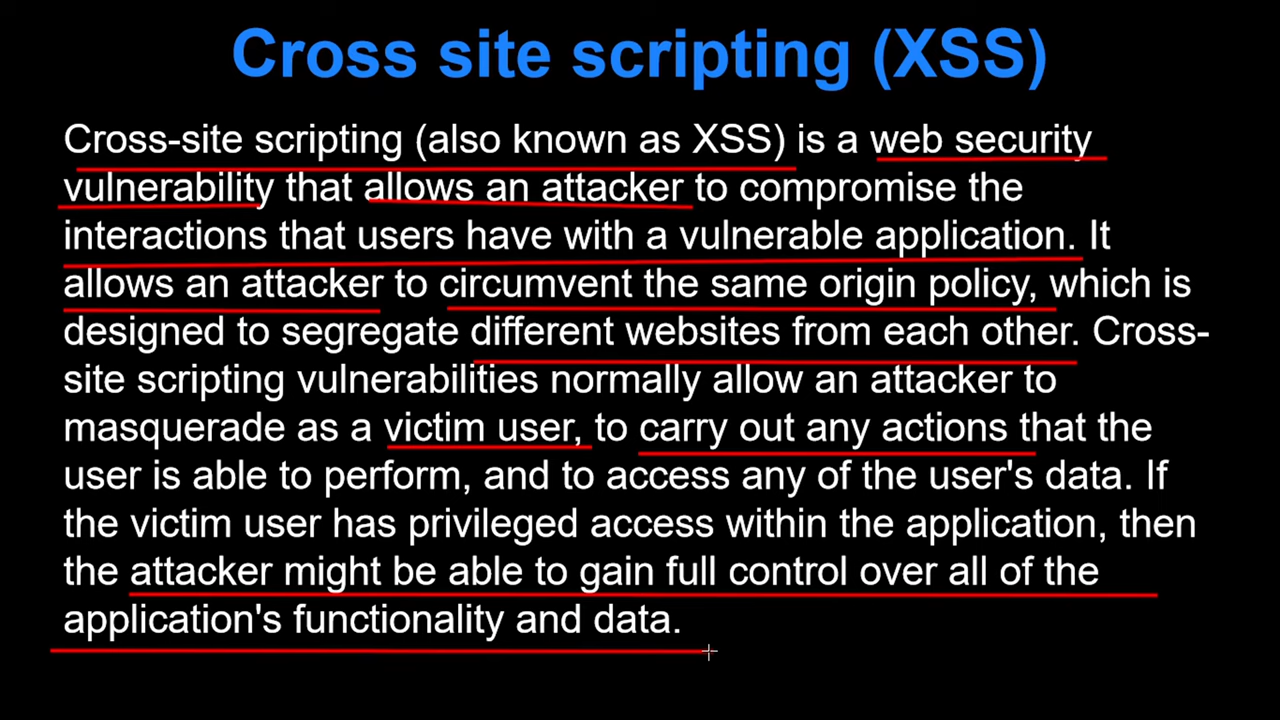 Cross site scripting (XSS)
Cross-site scripting (also known as XSS) is a web security
vulnerability that allows an attacker to compromise the
interactions that users have with a vulnerable application. It
allows an attacker to circumvent the same origin policy, which is
designed to segregate different websites from each other. Cross-
site scripting vulnerabilities normally allow an attacker to
masquerade as a victim user, to carry out any actions that the
user is able to perform, and to access any of the user's data. If
the victim user has privileged access within the application, then
the attacker might be able to gain full control over all of the
application's functionality and data.